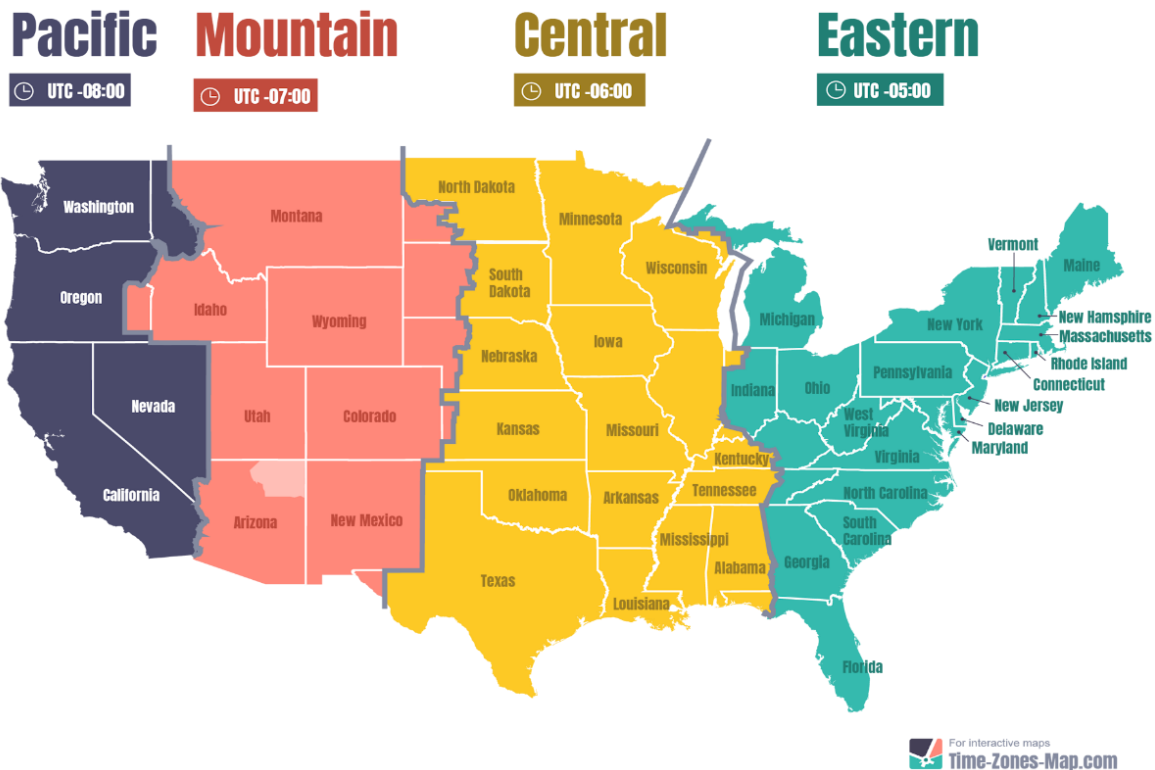 Pacific
Mountain
Central
Eastern
UTC -08:00
UTC -07:00
UTC -06:00
UTC -05:00
Washington
Montana
North Dakota
Minnesota
Vermont
Maine
Oregon
Idaho
Wyoming
South
Dakota
Wisconsin
Michigan
New York
New Hamsphire
Massachusetts
Rhode Island
Connecticut
Nebraska
Iowa
Nevada
Utah
Colorado
Kansas
Missouri
Indiana
Ohio
Pennsylvania
West
Virginia
New Jersey
Delaware
Maryland
Kentucky
Virginia
California
Arizona
New Mexico
Oklahoma
Arkansas
Tennessee
North Carolina
South
Carolina
Mississippi
Alabama
Georgia
Texas
Louisiana
Florida
For interactive maps
Time-Zones-Map.com